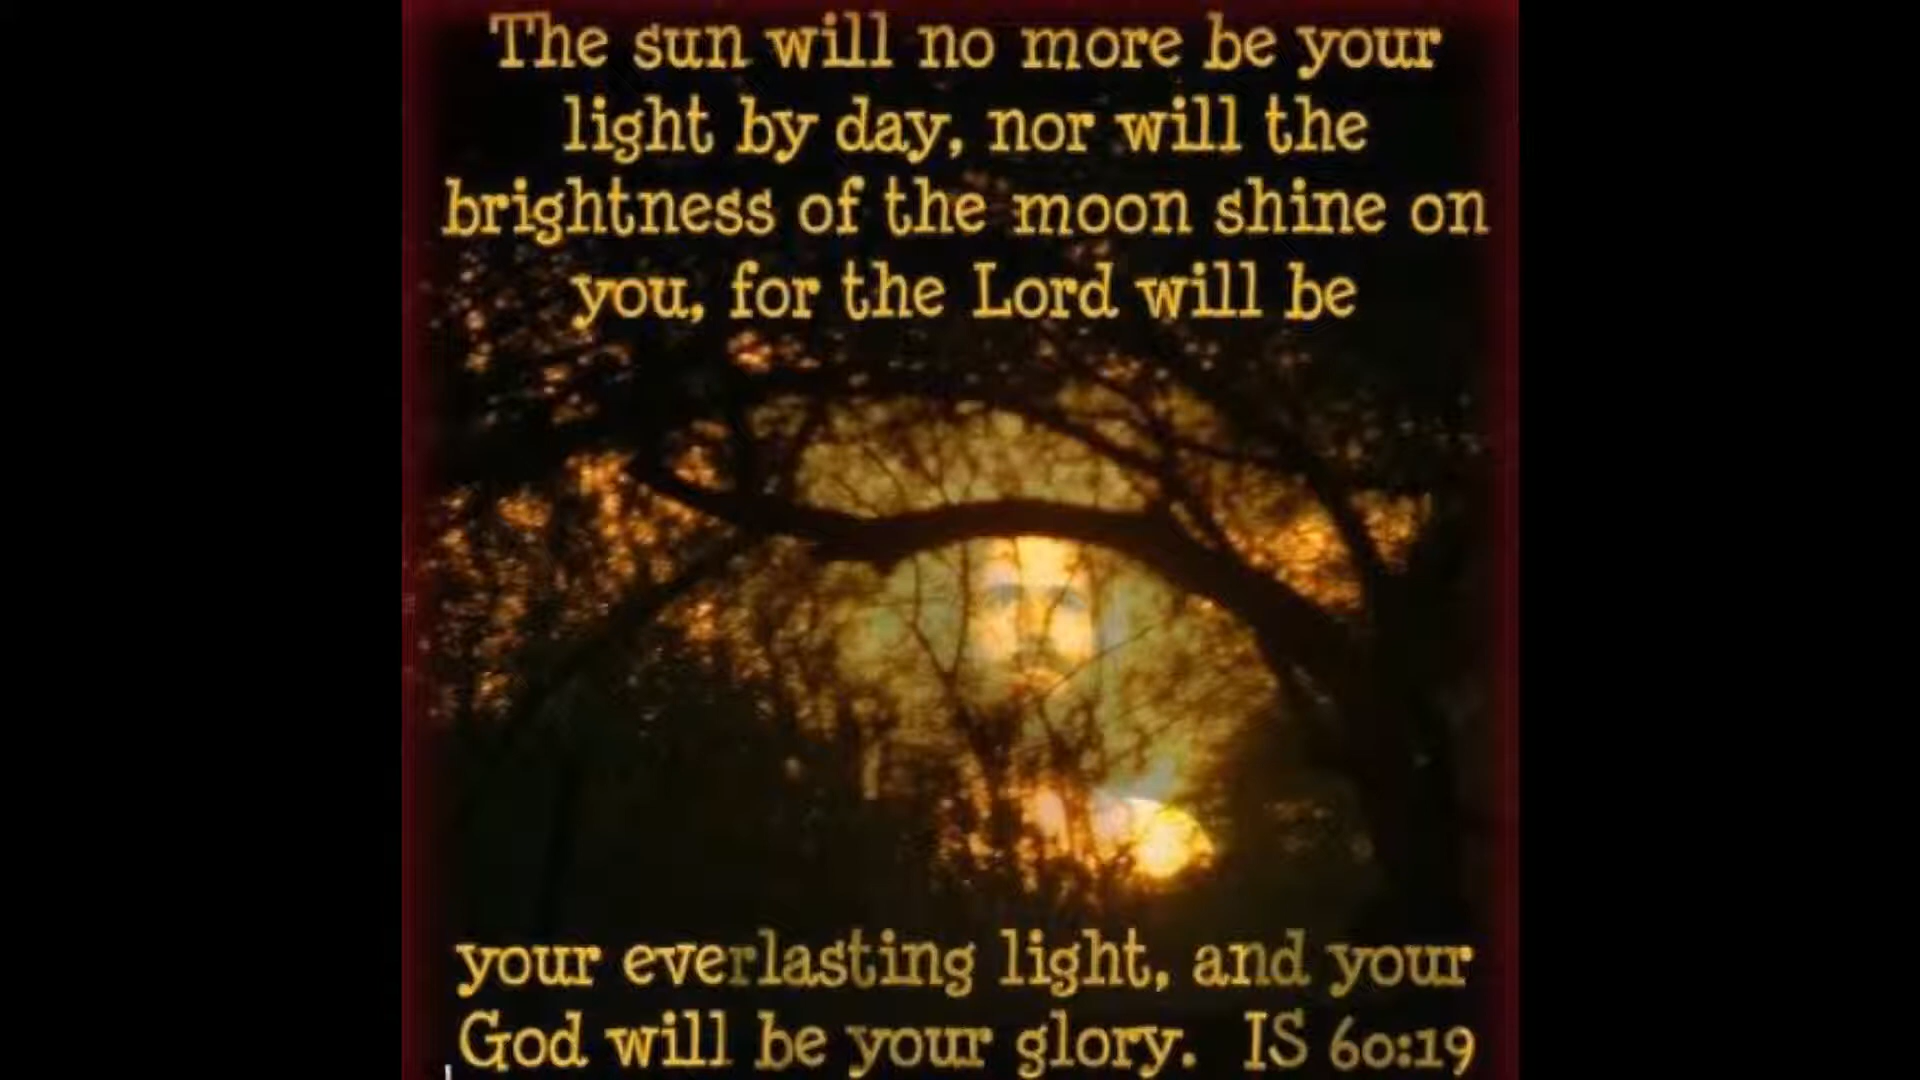 The sun will no more be your
light by day, nor will the
brightness of the moon shine on
you, for the Lord will be
your everlasting light, and your
God will be your glory. IS 60:19